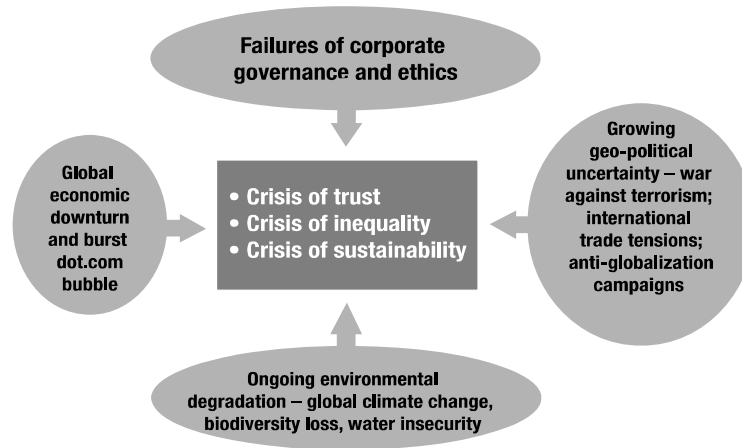 Failures of corporate
governance and ethics
Global
economic
downturn
and burst
dot.com
bubble
• Crisis of trust
• Crisis of inequality
• Crisis of sustainability
Growing
geo-political
uncertainty – war
against terrorism;
international
trade tensions;
anti-globalization
campaigns
Ongoing environmental
degradation – global climate change,
biodiversity loss, water insecurity